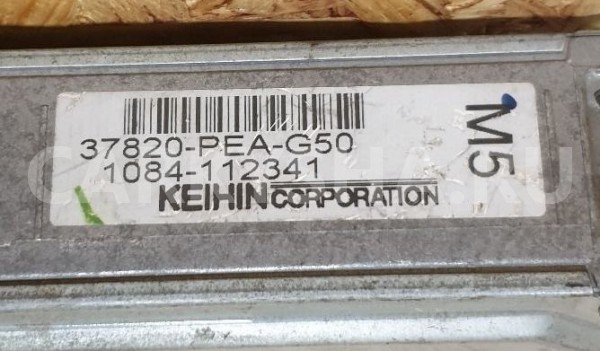 37820-PEA-G50
1084-112341
KEIHIN CORPORATION
M5